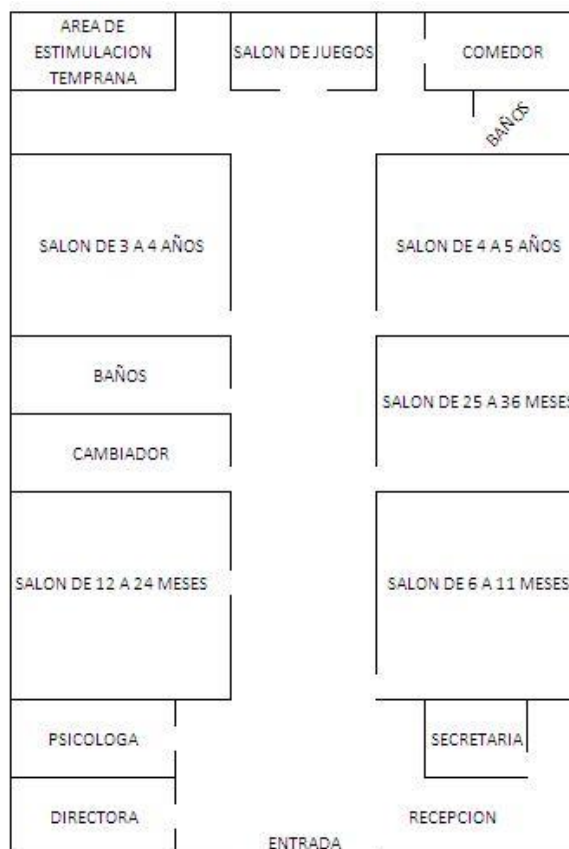 AREA DE
ESTIMULACION
TEMPRANA
SALON DE JUEGOS
COMEDOR
BAÑOS
SALON DE 3 A 4 AÑOS
SALON DE 4 A 5 AÑOS
BAÑOS
SALON DE 25 A 36 MESES
CAMBIADOR
SALON DE 12 A 24 MESES
SALON DE 6 A 11 MESES
PSICOLOGA
SECRETARIA
DIRECTORA
RECEPCION
ENTRADA